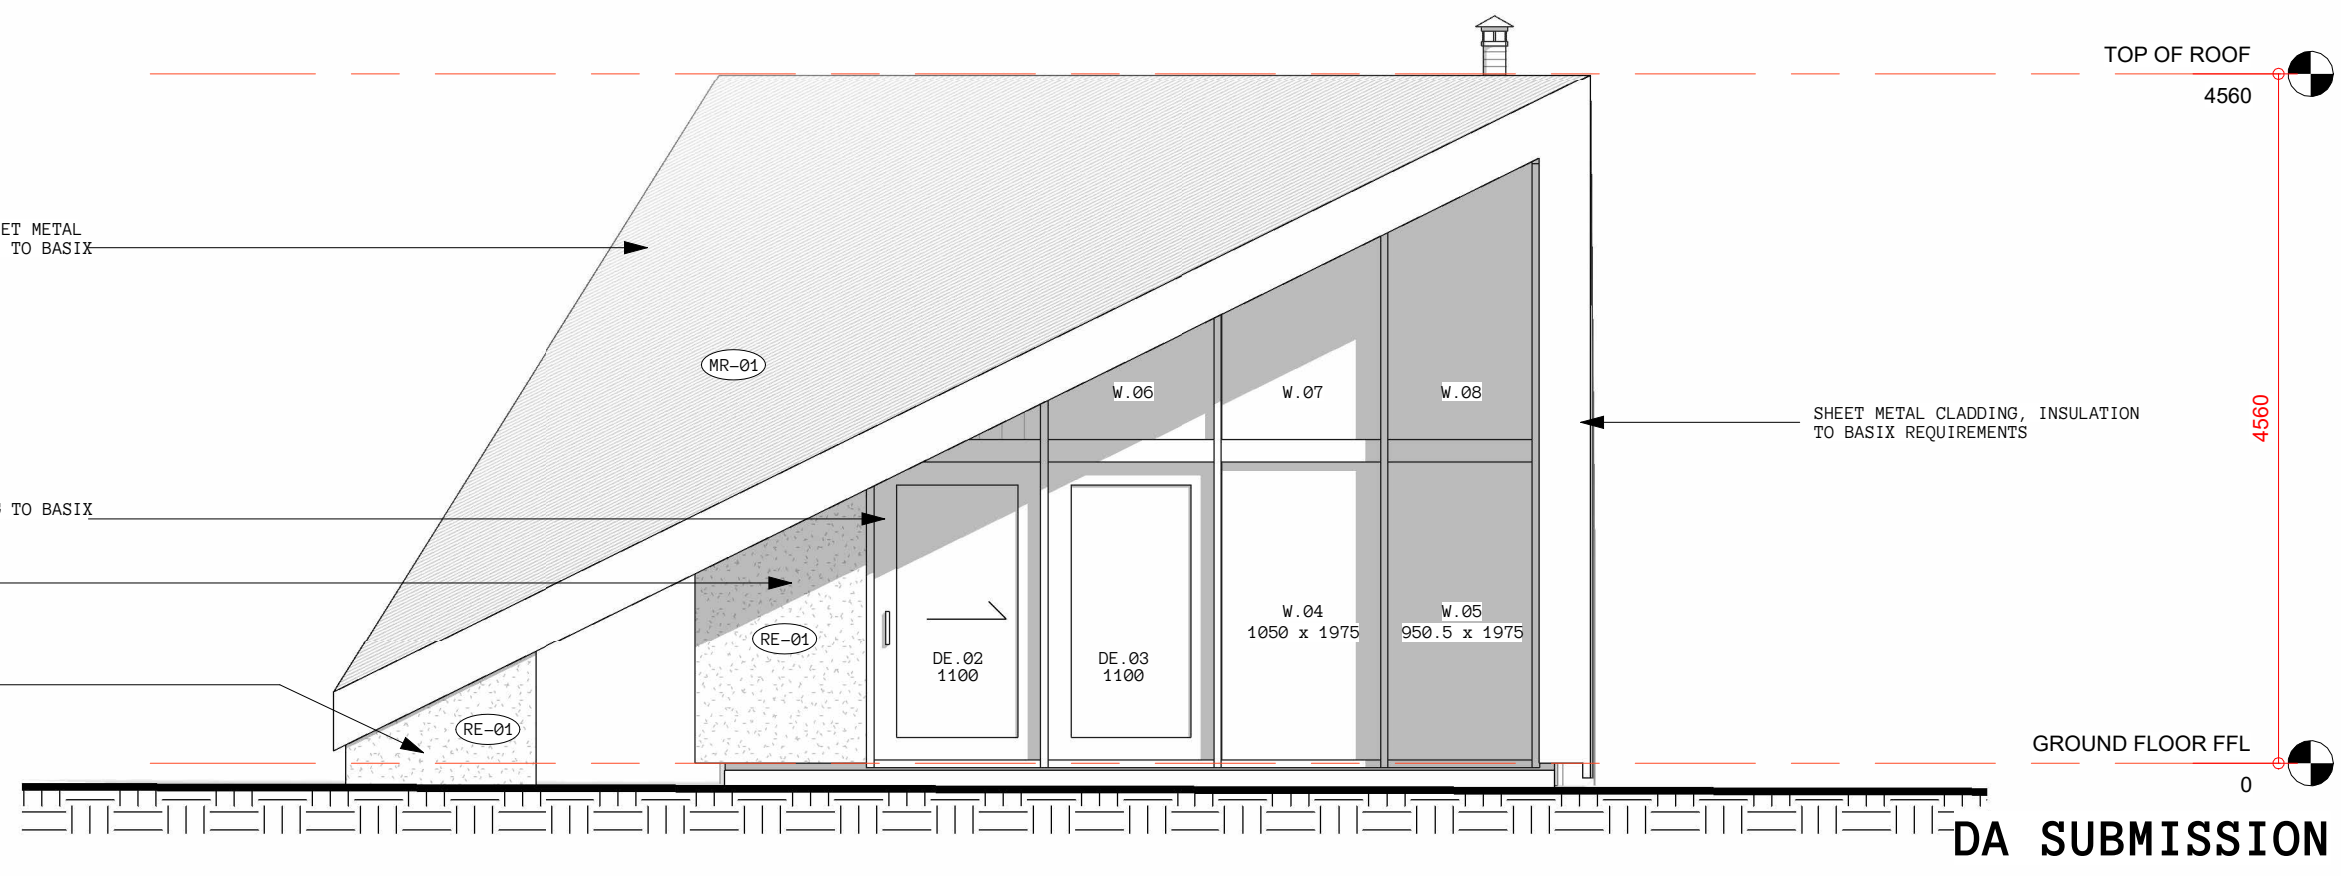 TOP OF ROOF
4560
ET METAL
TO BASIX
MR-01
W.06
W.07
W.08
SHEET METAL CLADDING, INSULATION
TO BASIX REQUIREMENTS
4560
TO BASIX
W.04
1050 x 1975
W.05
950.5 x 1975
RE-01
DE.02
1100
DE.03
1100
RE-01
GROUND FLOOR FFL
0
DA SUBMISSION